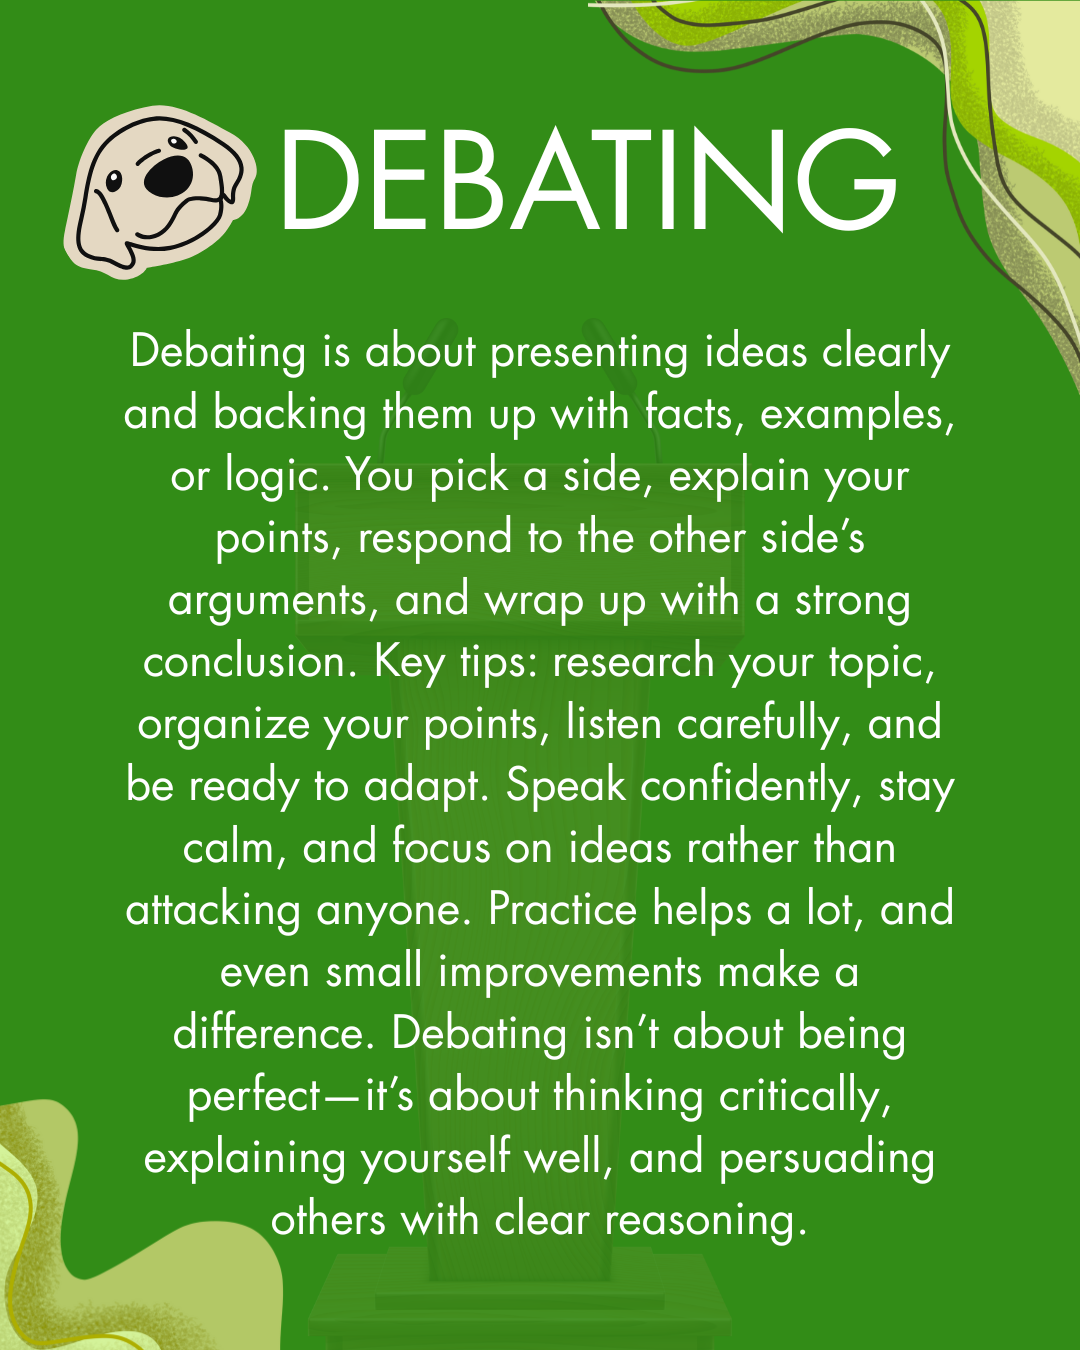 DEBATING
Debating is about presenting ideas clearly
and backing them up with facts, examples,
or logic. You pick a side, explain your
points, respond to the other side’s
arguments, and wrap up with a strong
conclusion. Key tips: research your topic,
organize your points, listen carefully, and
be ready to adapt. Speak confidently, stay
calm, and focus on ideas rather than
attacking anyone. Practice helps a lot, and
even small improvements make a
difference. Debating isn’t about being
perfect—it’s about thinking critically,
explaining yourself well, and persuading
others with clear reasoning.